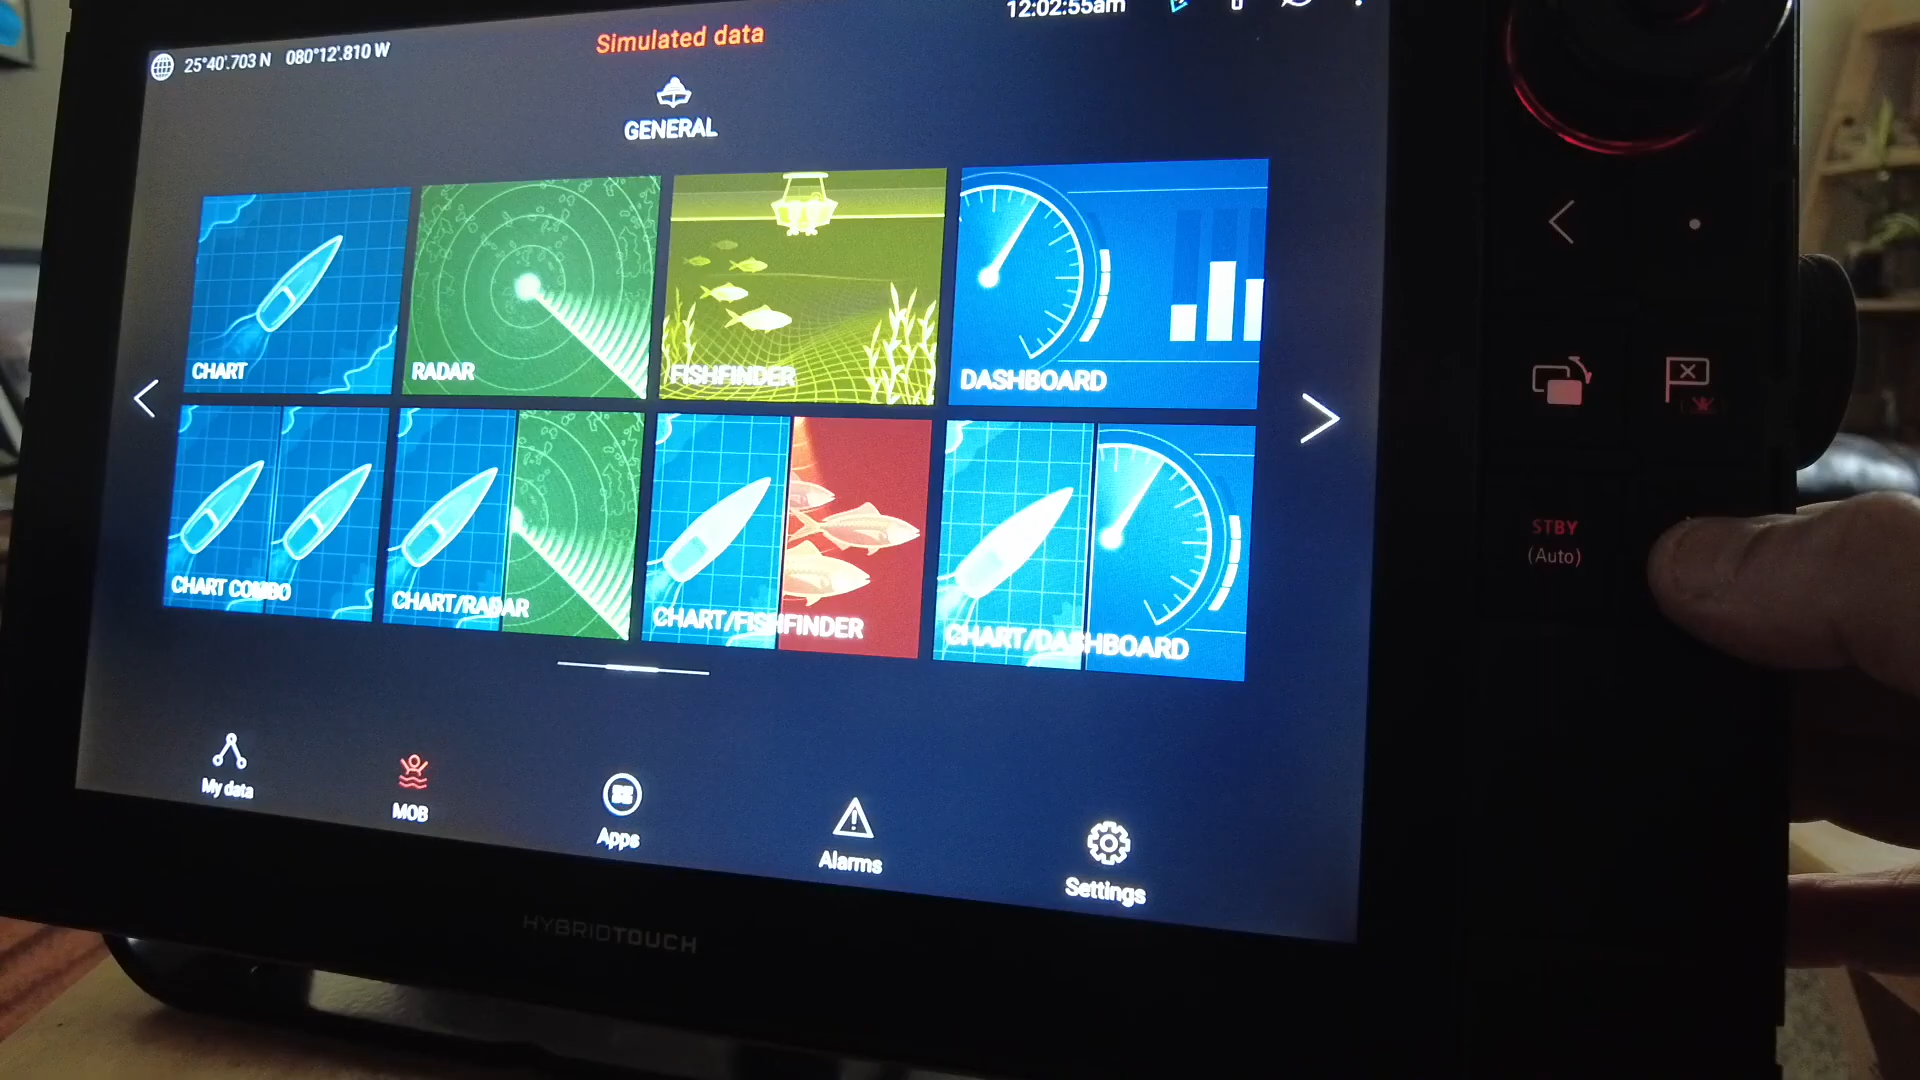 12:02:55am
25°40'.703 N 080°12'.810 W
Simulated data
GENERAL
CHART
RADAR
FISHFINDER
DASHBOARD
CHART COMBO
CHART/RADAR
CHART/FISHFINDER
CHART/DASHBOARD
My data
MOB
Apps
Alarms
Settings
HYBRIDTOUCH
STBY
(Auto)